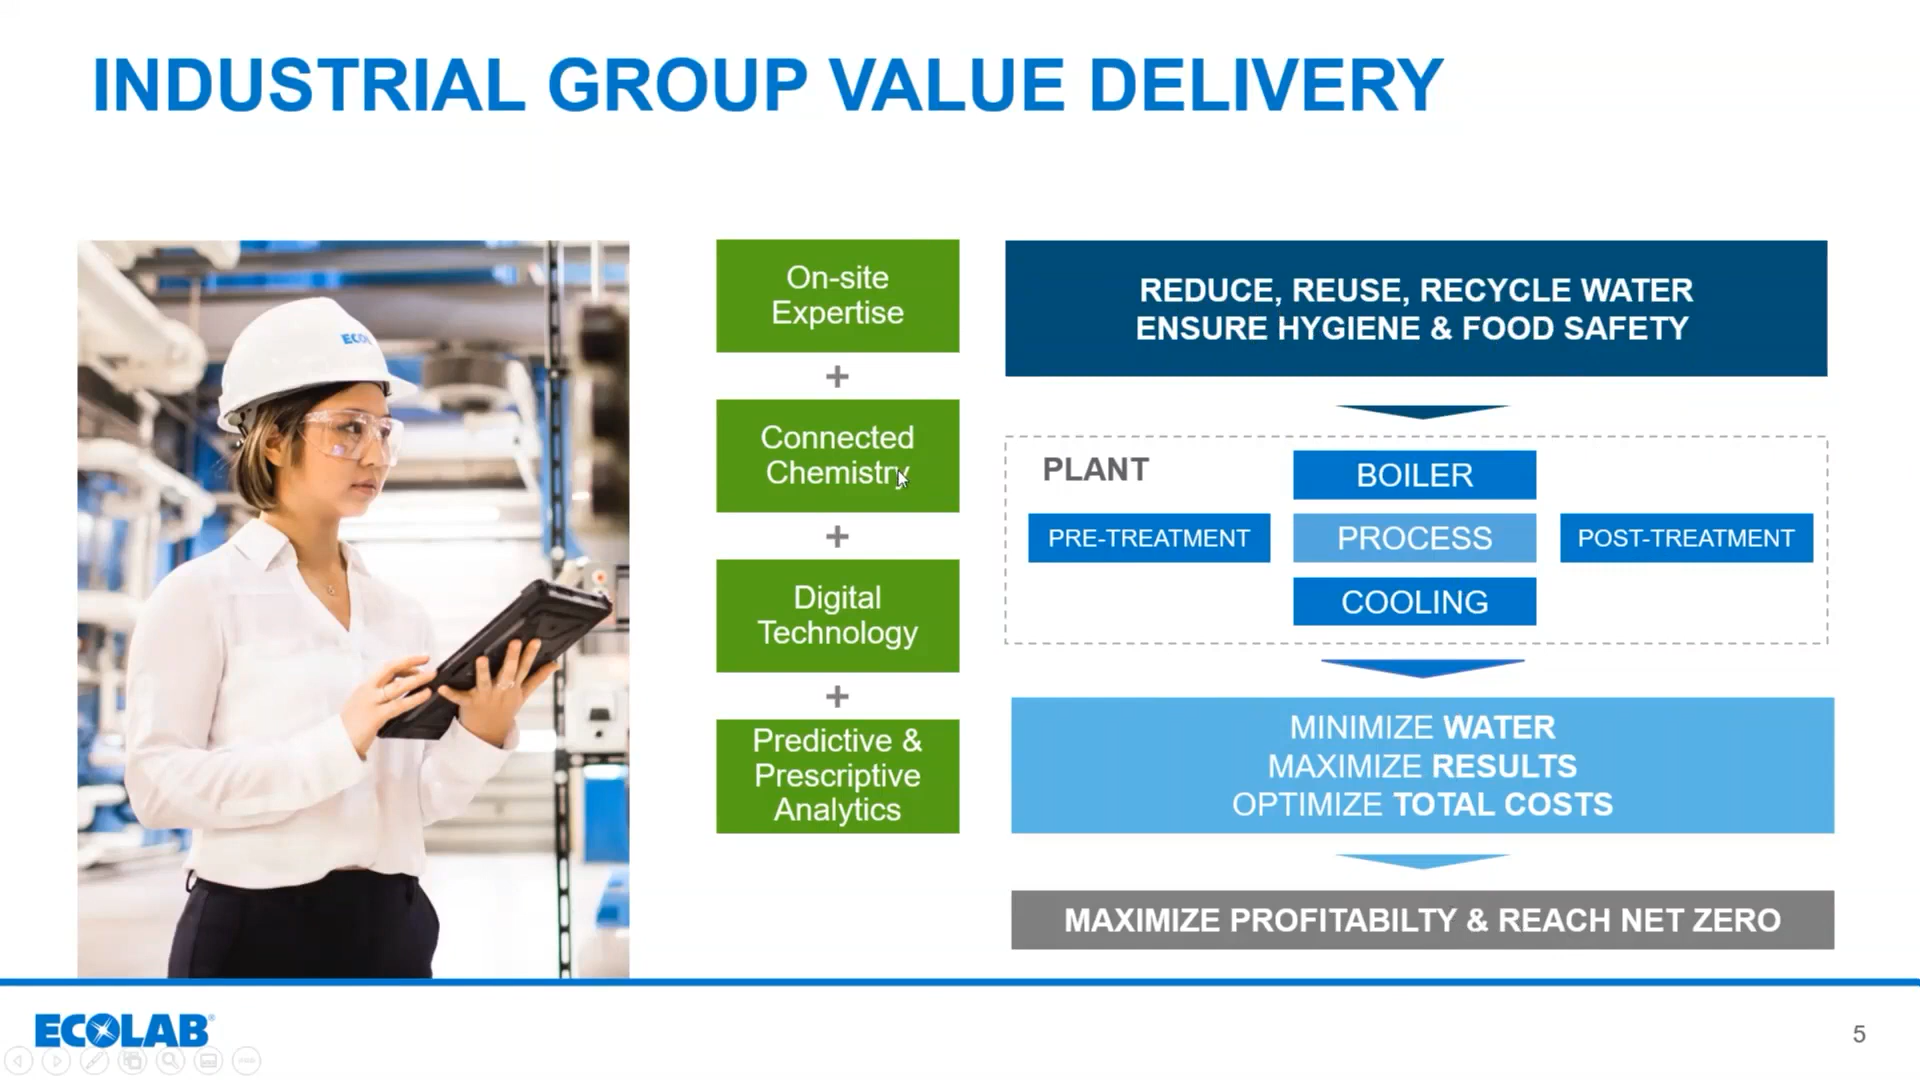 INDUSTRIAL GROUP VALUE DELIVERY
ECOL
On-site
Expertise
+
Connected
Chemistry
+
Digital
Technology
+
Predictive &
Prescriptive
Analytics
REDUCE, REUSE, RECYCLE WATER
ENSURE HYGIENE & FOOD SAFETY
PLANT
BOILER
PRE-TREATMENT
PROCESS
POST-TREATMENT
COOLING
MINIMIZE WATER
MAXIMIZE RESULTS
OPTIMIZE TOTAL COSTS
MAXIMIZE PROFITABILTY & REACH NET ZERO
ECOLAB®
5